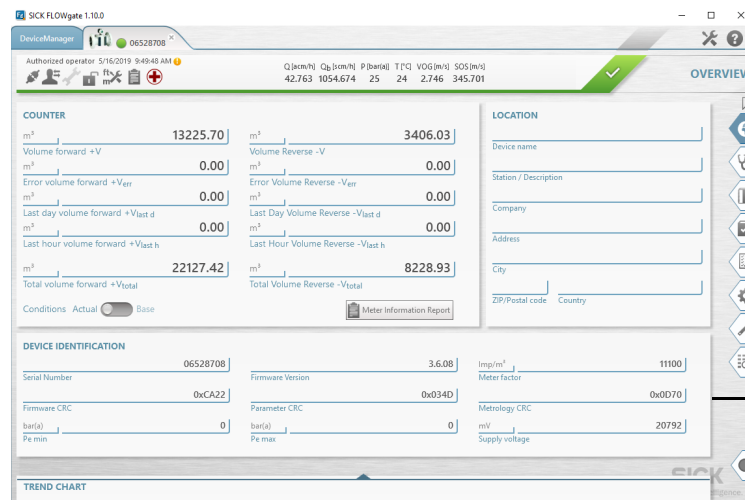 SICK FLOWgate 1.10.0
DeviceManager
06528708
Authorized operator 5/16/2019 9:49:48 AM
Q [acm/h] Qb [scm/h] P [bar(a)] T [°C] VOG [m/s] SOS [m/s]
42.763 1054.674 25 24 2.746 345.701
OVERVIEW
COUNTER
m³ 13225.70 m³ 3406.03
Volume forward +V Volume Reverse -V
m³ 0.00 m³ 0.00
Error volume forward +Verr Error Volume Reverse -Verr
m³ 0.00 m³ 0.00
Last day volume forward +Vlast d Last Day Volume Reverse -Vlast d
m³ 0.00 m³ 0.00
Last hour volume forward +Vlast h Last Hour Volume Reverse -Vlast h
m³ 22127.42 m³ 8228.93
Total volume forward +Vtotal Total Volume Reverse -Vtotal
Conditions Actual Base Meter Information Report
LOCATION
Device name
Station / Description
Company
Address
City
ZIP/Postal code Country
DEVICE IDENTIFICATION
06528708 3.6.08 Imp/m³ 11100
Serial Number Firmware Version Meter factor
0xCA22 0x034D 0x0D70
Firmware CRC Parameter CRC Metrology CRC
bar(a) 0 bar(a) 0 mV 20792
Pe min Pe max Supply voltage
SICK
TREND CHART